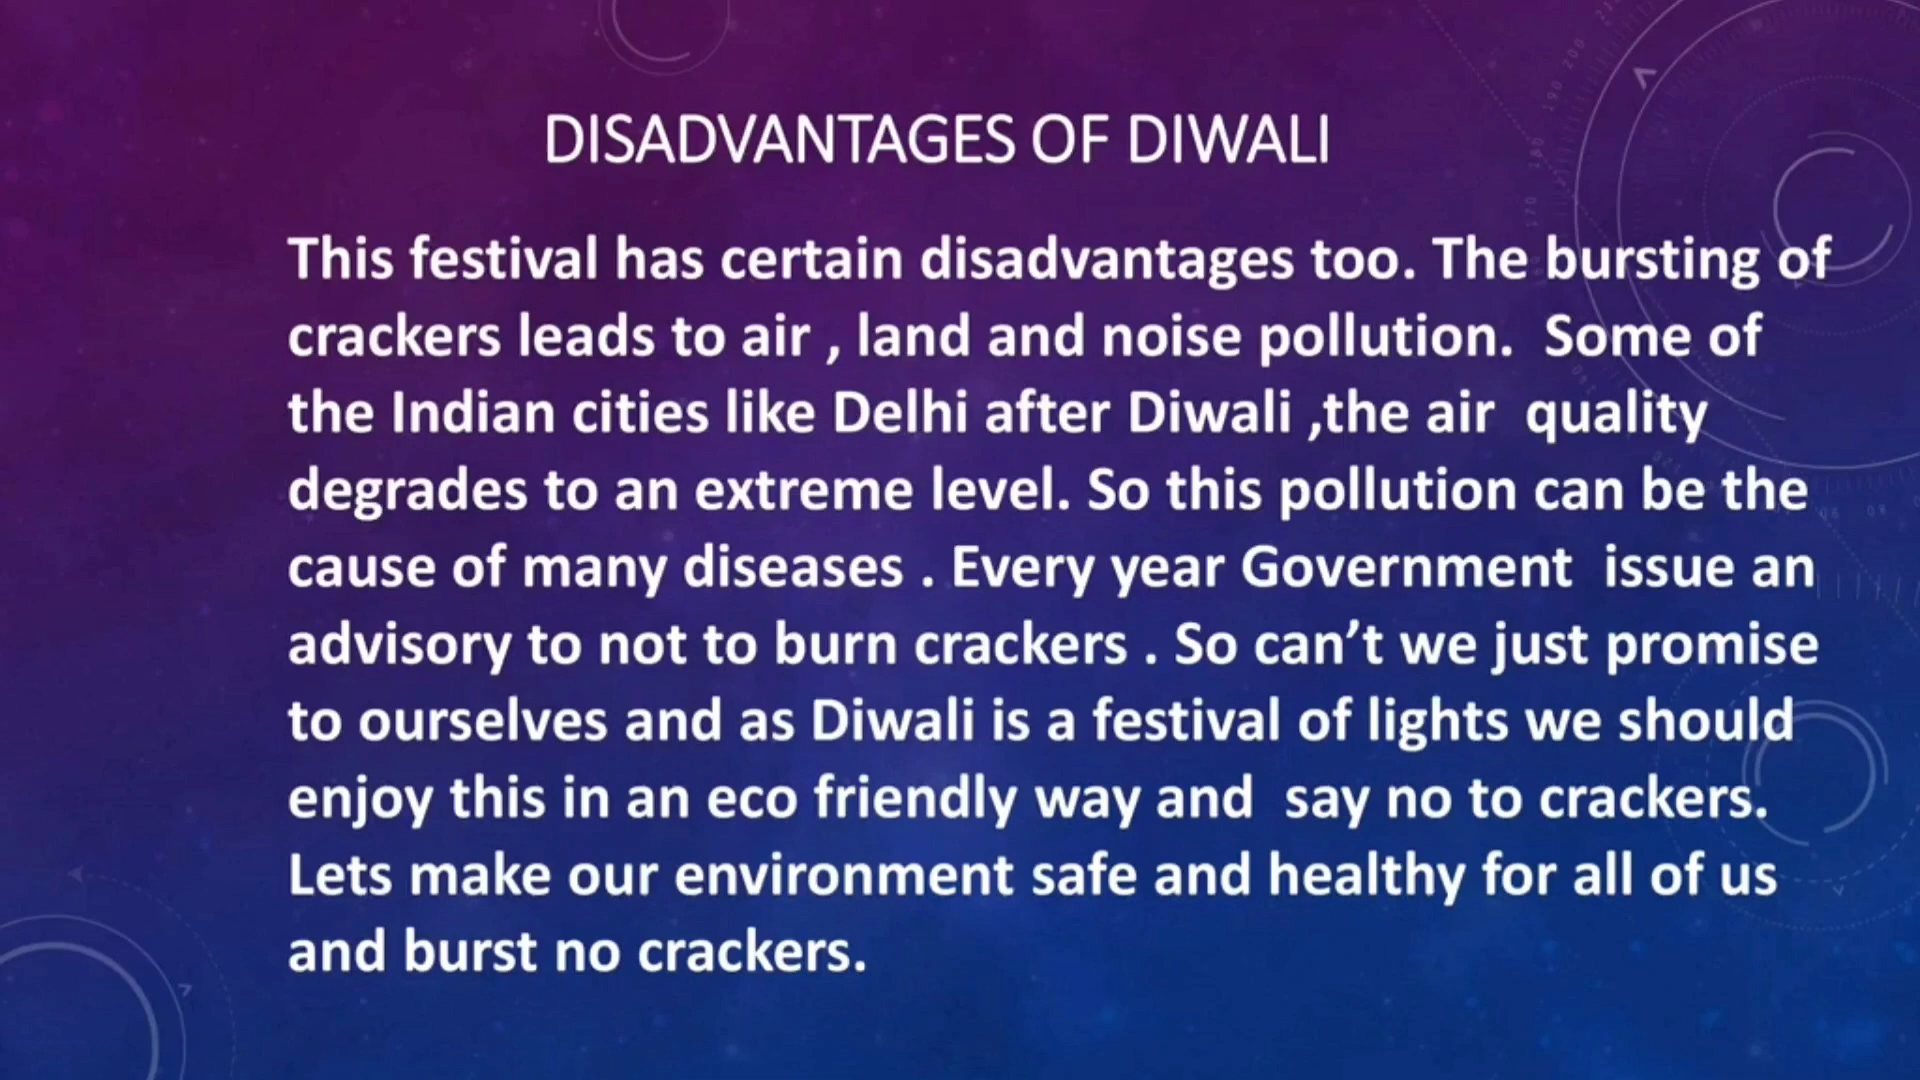 DISADVANTAGES OF DIWALI
This festival has certain disadvantages too. The bursting of
crackers leads to air , land and noise pollution.  Some of
the Indian cities like Delhi after Diwali ,the air  quality
degrades to an extreme level. So this pollution can be the
cause of many diseases . Every year Government  issue an
advisory to not to burn crackers . So can’t we just promise
to ourselves and as Diwali is a festival of lights we should
enjoy this in an eco friendly way and  say no to crackers.
Lets make our environment safe and healthy for all of us
and burst no crackers.